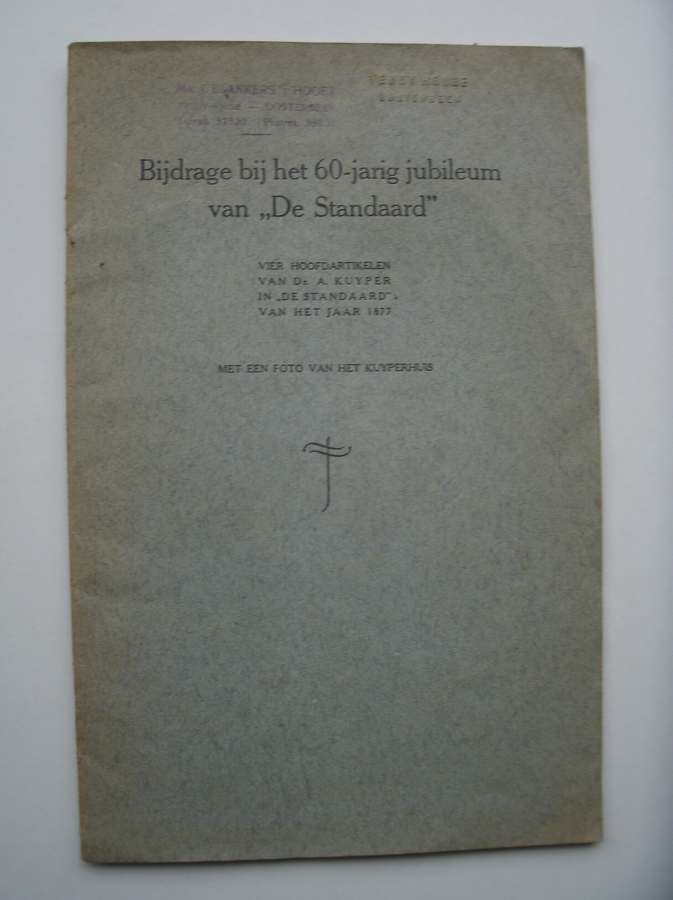 Bijdrage bij het 60-jarig jubileum
van „De Standaard”
VIER HOOFDARTIKELEN
VAN Dr. A. KUYPER
IN „DE STANDAARD”
VAN HET JAAR 1877
MET EEN FOTO VAN HET KUYPERHUIS